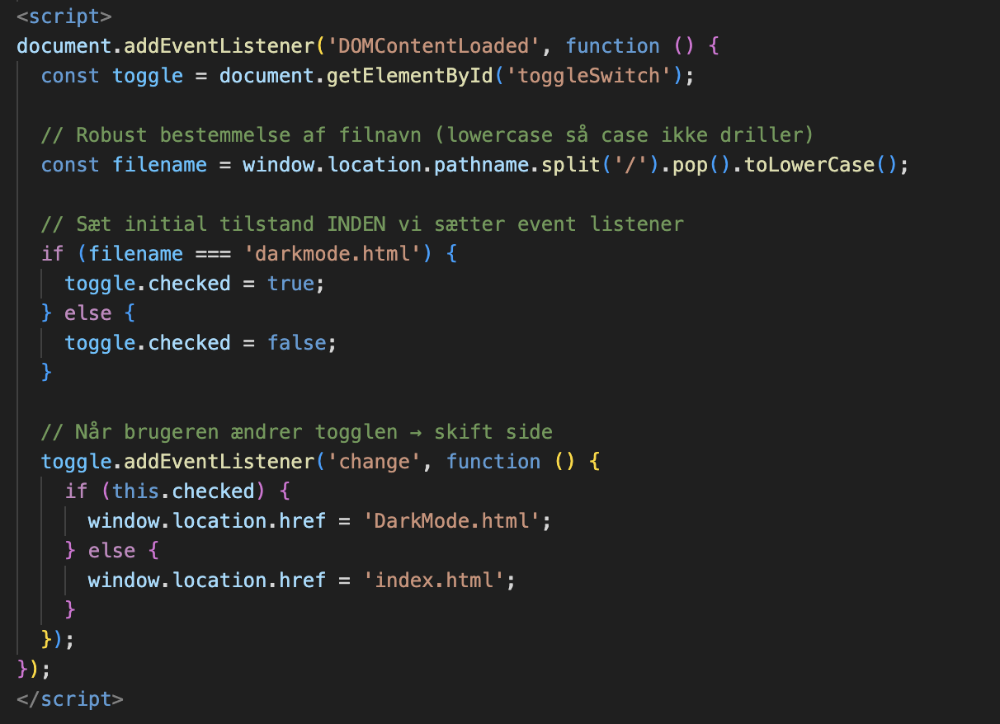 <script>
document.addEventListener('DOMContentLoaded', function () {
  const toggle = document.getElementById('toggleSwitch');

  // Robust bestemmelse af filnavn (lowercase så case ikke driller)
  const filename = window.location.pathname.split('/').pop().toLowerCase();

  // Sæt initial tilstand INDEN vi sætter event listener
  if (filename === 'darkmode.html') {
    toggle.checked = true;
  } else {
    toggle.checked = false;
  }

  // Når brugeren ændrer togglen → skift side
  toggle.addEventListener('change', function () {
    if (this.checked) {
      window.location.href = 'DarkMode.html';
    } else {
      window.location.href = 'index.html';
    }
  });
});
</script>